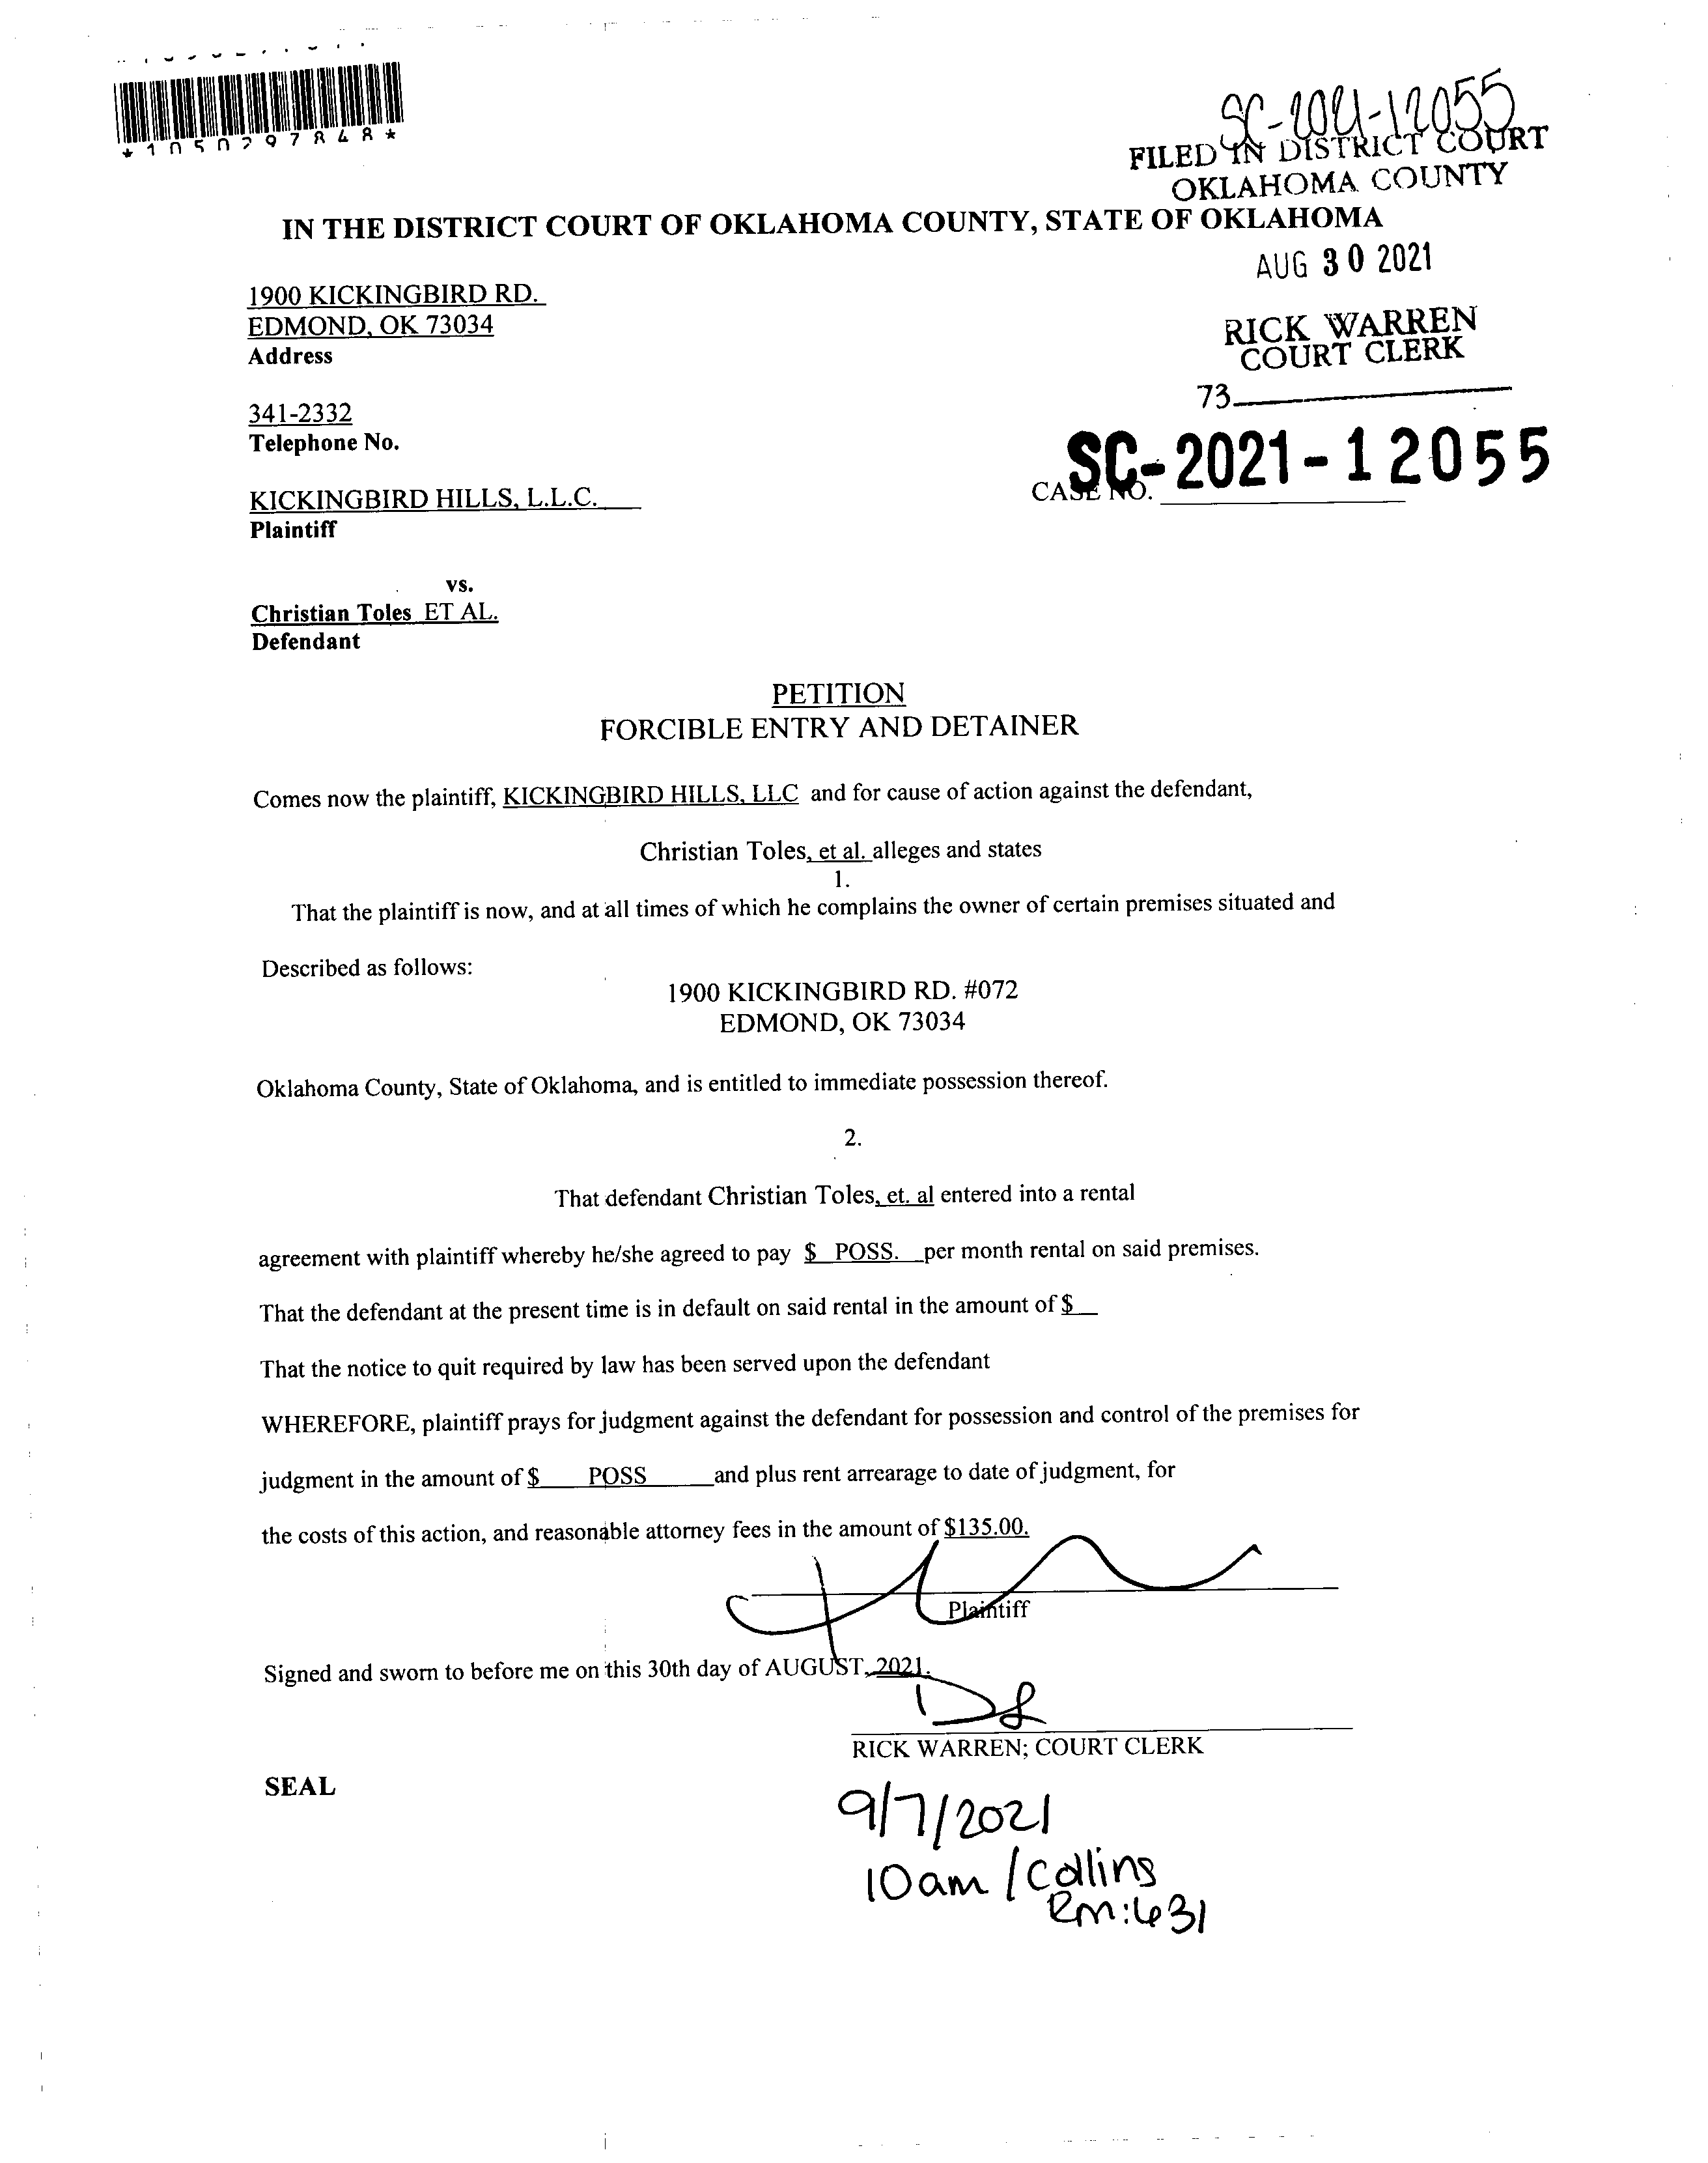 *1050297848*
SC-2021-12055
FILED IN DISTRICT COURT
OKLAHOMA COUNTY
IN THE DISTRICT COURT OF OKLAHOMA COUNTY, STATE OF OKLAHOMA
AUG 30 2021
1900 KICKINGBIRD RD.
EDMOND, OK 73034
Address
RICK WARREN
COURT CLERK
73
341-2332
Telephone No.
SC-2021-12055
CASE NO.
KICKINGBIRD HILLS, L.L.C.
Plaintiff
vs.
Christian Toles ET AL.
Defendant
PETITION
FORCIBLE ENTRY AND DETAINER
Comes now the plaintiff, KICKINGBIRD HILLS, LLC and for cause of action against the defendant,
Christian Toles, et al. alleges and states
1.
That the plaintiff is now, and at all times of which he complains the owner of certain premises situated and
Described as follows:
1900 KICKINGBIRD RD. #072
EDMOND, OK 73034
Oklahoma County, State of Oklahoma, and is entitled to immediate possession thereof.
2.
That defendant Christian Toles, et. al entered into a rental
agreement with plaintiff whereby he/she agreed to pay $ POSS. per month rental on said premises.
That the defendant at the present time is in default on said rental in the amount of $
That the notice to quit required by law has been served upon the defendant
WHEREFORE, plaintiff prays for judgment against the defendant for possession and control of the premises for
judgment in the amount of $ POSS and plus rent arrearage to date of judgment, for
the costs of this action, and reasonable attorney fees in the amount of $135.00.
Plaintiff
Signed and sworn to before me on this 30th day of AUGUST, 2021.
RICK WARREN; COURT CLERK
SEAL
9/7/2021
10am / Collins
Rm: 631